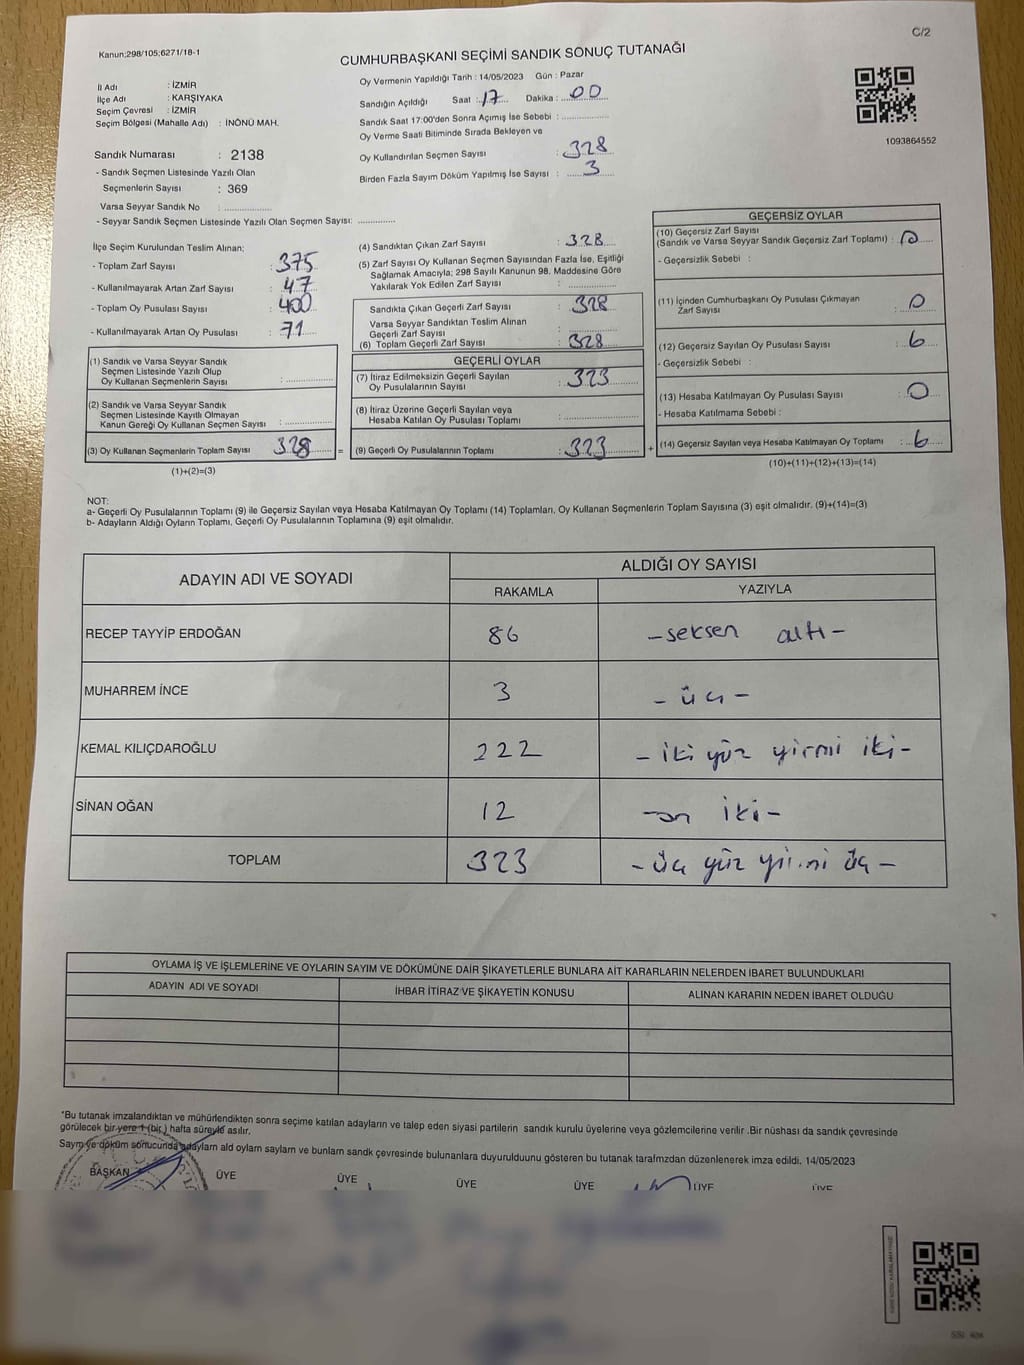 C/2
Kanun:298/105;6271/18-1
CUMHURBAŞKANI SEÇİMİ SANDIK SONUÇ TUTANAĞI
İl Adı : İZMİR
İlçe Adı : KARŞIYAKA
Seçim Çevresi : İZMİR
Seçim Bölgesi (Mahalle Adı) : İNÖNÜ MAH.
Oy Vermenin Yapıldığı Tarih : 14/05/2023 Gün : Pazar
Sandığın Açıldığı Saat : 17 Dakika : 00
Sandık Saat 17:00'den Sonra Açımış İse Sebebi :
Oy Verme Saati Bitiminde Sırada Bekleyen ve
Oy Kullandırılan Seçmen Sayısı : 328
Birden Fazla Sayım Döküm Yapılmış İse Sayısı : 3
1093864552
Sandık Numarası : 2138
- Sandık Seçmen Listesinde Yazılı Olan
Seçmenlerin Sayısı : 369
Varsa Seyyar Sandık No :
- Seyyar Sandık Seçmen Listesinde Yazılı Olan Seçmen Sayısı:
İlçe Seçim Kurulundan Teslim Alınan;
- Toplam Zarf Sayısı : 375
- Kullanılmayarak Artan Zarf Sayısı : 47
- Toplam Oy Pusulası Sayısı : 400
- Kullanılmayarak Artan Oy Pusulası : 71
(1) Sandık ve Varsa Seyyar Sandık
Seçmen Listesinde Yazılı Olup
Oy Kullanan Seçmenlerin Sayısı :
(2) Sandık ve Varsa Seyyar Sandık
Seçmen Listesinde Kayıtlı Olmayan
Kanun Gereği Oy Kullanan Seçmen Sayısı :
(3) Oy Kullanan Seçmenlerin Toplam Sayısı 328
(1)+(2)=(3)
(4) Sandıktan Çıkan Zarf Sayısı : 328
(5) Zarf Sayısı Oy Kullanan Seçmen Sayısından Fazla İse, Eşitliği
Sağlamak Amacıyla; 298 Sayılı Kanunun 98. Maddesine Göre
Yakılarak Yok Edilen Zarf Sayısı :
Sandıkta Çıkan Geçerli Zarf Sayısı : 328
Varsa Seyyar Sandıktan Teslim Alınan
Geçerli Zarf Sayısı :
(6) Toplam Geçerli Zarf Sayısı : 328
GEÇERLİ OYLAR
(7) İtiraz Edilmeksizin Geçerli Sayılan
Oy Pusulalarının Sayısı : 323
(8) İtiraz Üzerine Geçerli Sayılan veya
Hesaba Katılan Oy Pusulası Toplamı :
= (9) Geçerli Oy Pusulalarının Toplamı : 323 +
GEÇERSİZ OYLAR
(10) Geçersiz Zarf Sayısı
(Sandık ve Varsa Seyyar Sandık Geçersiz Zarf Toplamı) : 0
- Geçersizlik Sebebi :
(11) İçinden Cumhurbaşkanı Oy Pusulası Çıkmayan
Zarf Sayısı : 0
(12) Geçersiz Sayılan Oy Pusulası Sayısı : 6
- Geçersizlik Sebebi :
(13) Hesaba Katılmayan Oy Pusulası Sayısı : 0
- Hesaba Katılmama Sebebi :
(14) Geçersiz Sayılan veya Hesaba Katılmayan Oy Toplamı : 6
(10)+(11)+(12)+(13)=(14)
NOT:
a- Geçerli Oy Pusulalarının Toplamı (9) ile Geçersiz Sayılan veya Hesaba Katılmayan Oy Toplamı (14) Toplamları, Oy Kullanan Seçmenlerin Toplam Sayısına (3) eşit olmalıdır. (9)+(14)=(3)
b- Adayların Aldığı Oyların Toplamı, Geçerli Oy Pusulalarının Toplamına (9) eşit olmalıdır.
ADAYIN ADI VE SOYADI ALDIĞI OY SAYISI
RAKAMLA YAZIYLA
RECEP TAYYİP ERDOĞAN 86 -seksen altı-
MUHARREM İNCE 3 - üç -
KEMAL KILIÇDAROĞLU 222 - iki yüz yirmi iki-
SİNAN OĞAN 12 -on iki-
TOPLAM 323 - üç yüz yirmi üç -
OYLAMA İŞ VE İŞLEMLERİNE VE OYLARIN SAYIM VE DÖKÜMÜNE DAİR ŞİKAYETLERLE BUNLARA AİT KARARLARIN NELERDEN İBARET BULUNDUKLARI
ADAYIN ADI VE SOYADI İHBAR İTİRAZ VE ŞİKAYETİN KONUSU ALINAN KARARIN NEDEN İBARET OLDUĞU
*Bu tutanak imzalandıktan ve mühürlendikten sonra seçime katılan adayların ve talep eden siyasi partilerin sandık kurulu üyelerine veya gözlemcilerine verilir .Bir nüshası da sandık çevresinde
görülecek bir yere 1 (bir ) hafta süreyle asılır.
Sayım ve döküm sonucunda adayların ald oyların sayların ve bunların sandk çevresinde bulunanlara duyurulduunu gösteren bu tutanak tarafmzdan düzenlenerek imza edildi. 14/05/2023
BAŞKAN ÜYE ÜYE ÜYE ÜYE ÜYE ÜYE